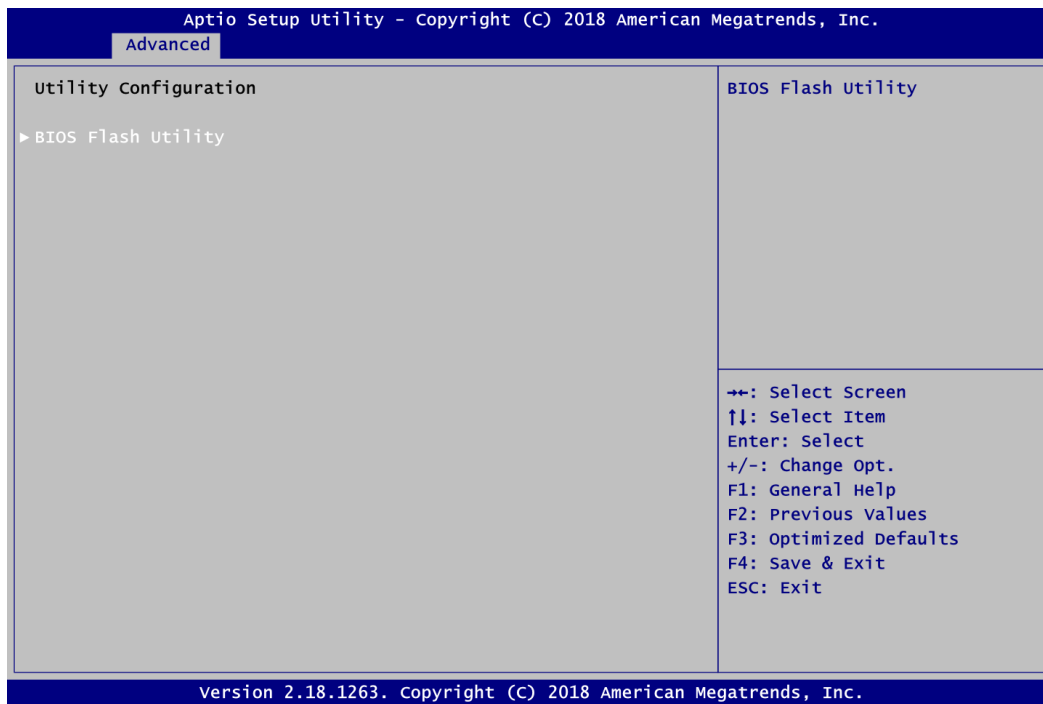 Aptio Setup Utility – Copyright (C) 2018 American Megatrends, Inc.
Advanced
Utility Configuration
▶ BIOS Flash Utility
BIOS Flash Utility
→←: Select Screen
↑↓: Select Item
Enter: Select
+/-: Change Opt.
F1: General Help
F2: Previous Values
F3: Optimized Defaults
F4: Save & Exit
ESC: Exit
Version 2.18.1263. Copyright (C) 2018 American Megatrends, Inc.